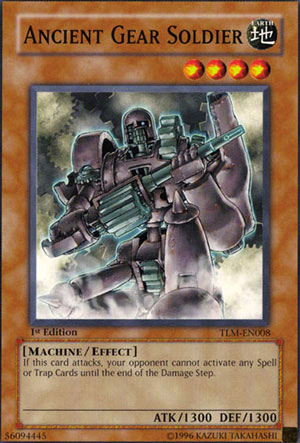 ANCIENT GEAR SOLDIER
EARTH
地
1st Edition
TLM-EN008
[MACHINE/EFFECT]
If this card attacks, your opponent cannot activate any Spell
or Trap Cards until the end of the Damage Step.
ATK/1300 DEF/1300
56094445
©1996 KAZUKI TAKAHASHI